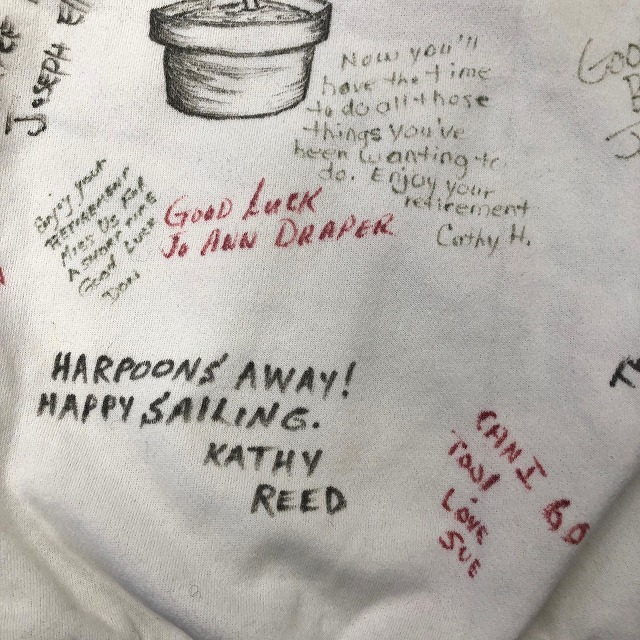 JOSEPH
Now you'll
have the time
to do all those
things you've
been wanting to
do. Enjoy your
retirement
Cathy H.
Enjoy your
Retirement
Good Luck
Don
GOOD LUCK
JO ANN DRAPER
HARPOONS AWAY!
HAPPY SAILING.
KATHY
REED
CAN I GO
TOO!
LOVE
SUE